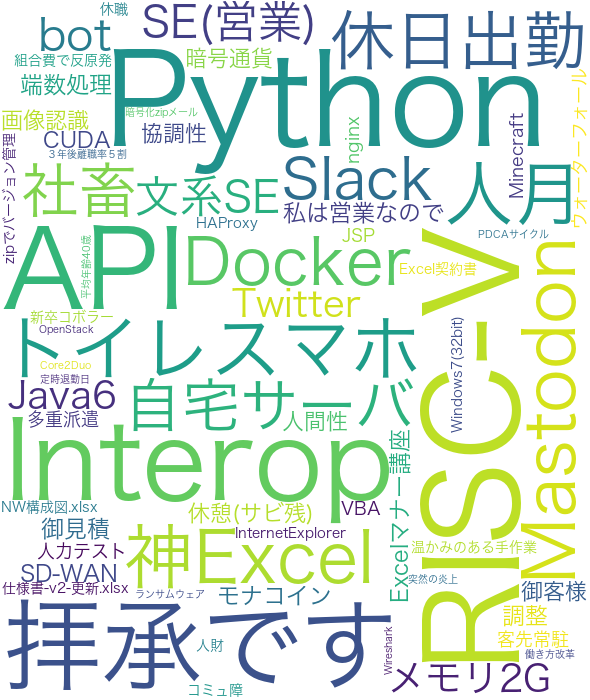 休職
bot
SE(営業)
休日出勤
組合費で反原発
暗号通貨
端数処理
Python
暗号化zipメール
画像認識
協調性
nginx
Minecraft
ウォーターフォール
CUDA
３年後離職率５割
zipでバージョン管理
社畜
文系SE
Slack
人月
私は営業なので
HAProxy
JSP
PDCAサイクル
API
平均年齢40歳
Docker
Excel契約書
RISC-V
Mastodon
新卒コボラー
Twitter
OpenStack
トイレスマホ
Windows7(32bit)
Core2Duo
定時退勤日
Java6
自宅サーバ
多重派遣
人間性
Interop
Excelマナー講座
NW構成図.xlsx
休憩(サビ残)
VBA
御見積
InternetExplorer
人力テスト
神Excel
温かみのある手作業
SD-WAN
突然の炎上
仕様書-v2-更新.xlsx
ランサムウェア
モナコイン
御客様
拝承です
調整
客先常駐
Wireshark
人財
働き方改革
メモリ2G
コミュ障